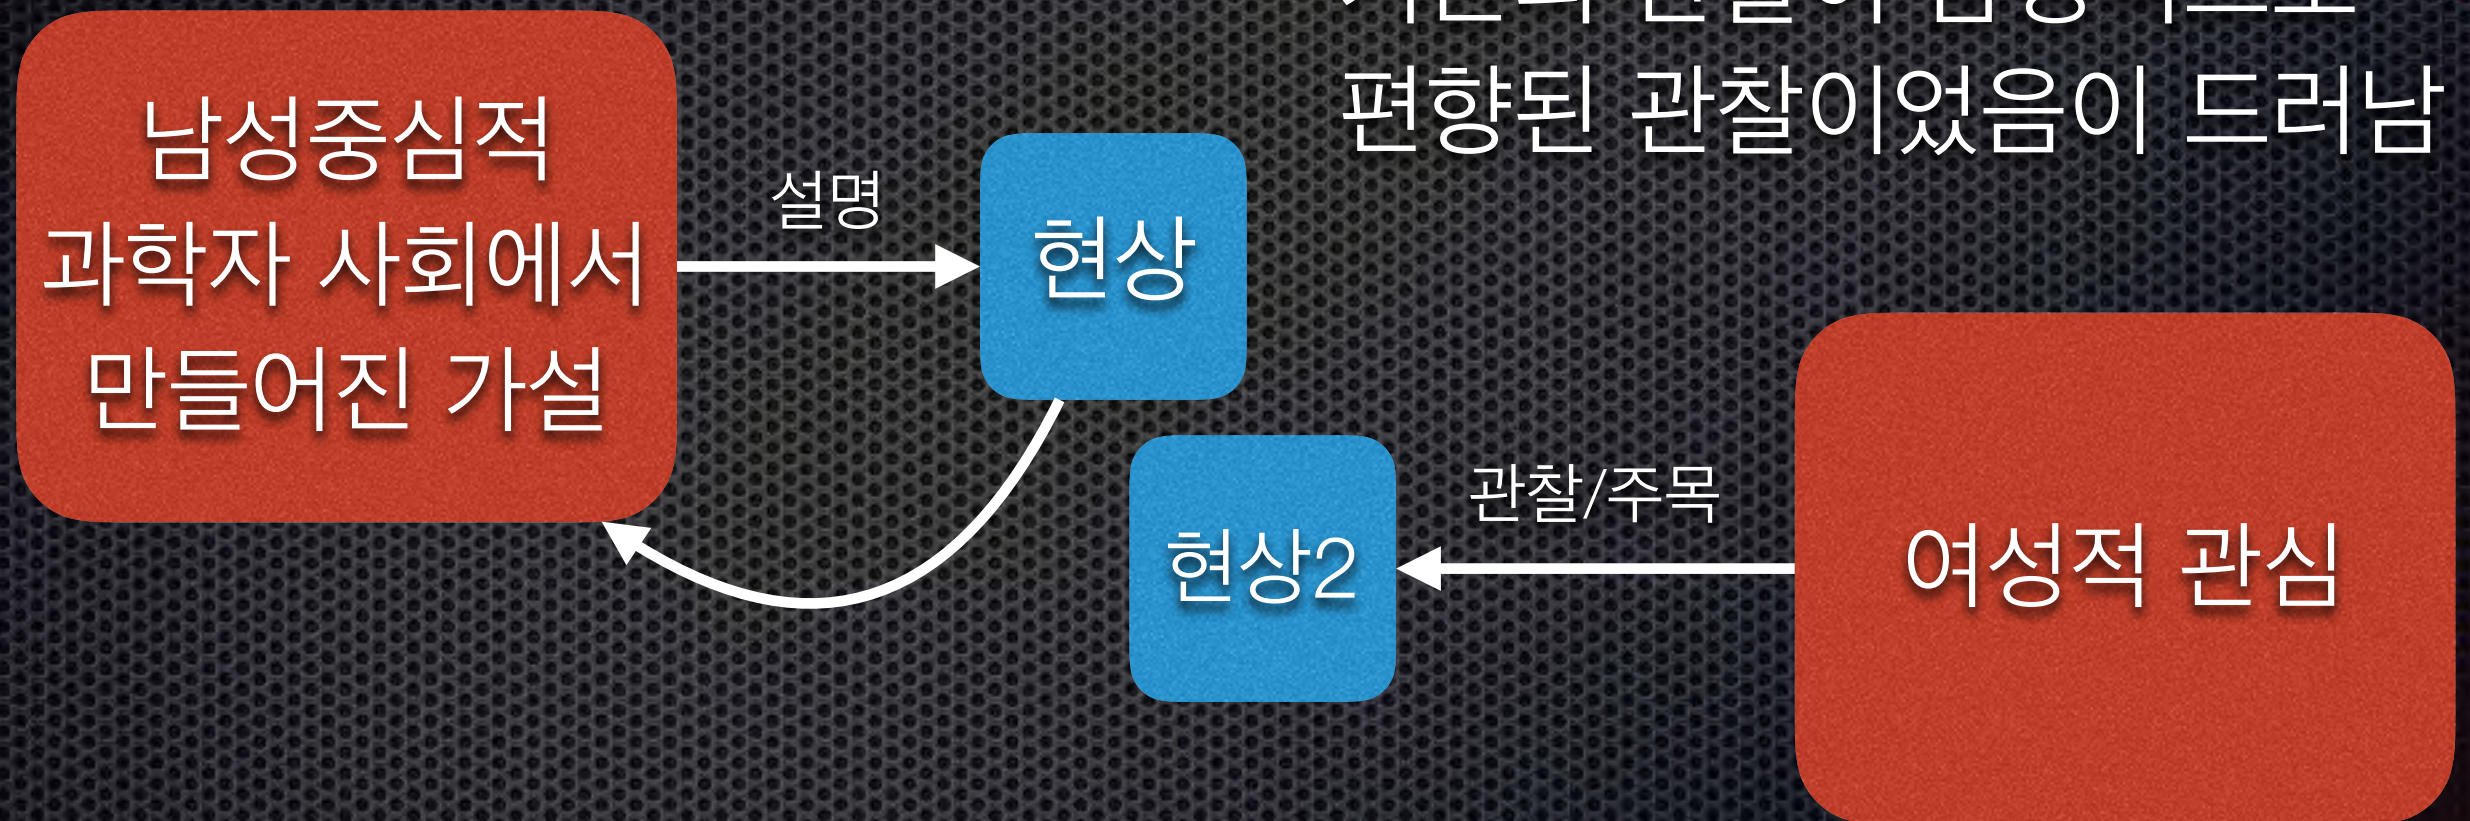 편향된 관찰이었음이 드러남
남성중심적
과학자 사회에서
만들어진 가설
설명
현상
현상2
관찰/주목
여성적 관심